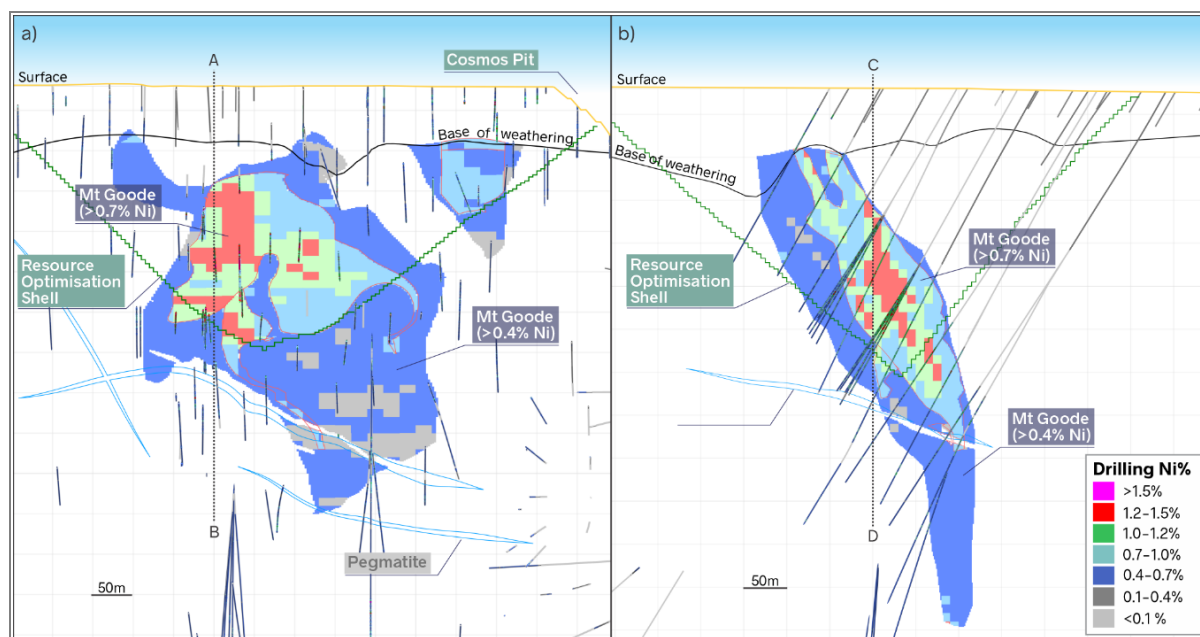 a)
A
Cosmos Pit
Surface
Base of weathering
Mt Goode
(>0.7% Ni)
Resource
Optimisation
Shell
Mt Goode
(>0.4% Ni)
B
Pegmatite
50m
b)
C
Surface
Base of weathering
Mt Goode
(>0.7% Ni)
Resource
Optimisation
Shell
Mt Goode
(>0.4% Ni)
D
50m
Drilling Ni%
>1.5%
1.2–1.5%
1.0–1.2%
0.7–1.0%
0.4–0.7%
0.1–0.4%
<0.1 %